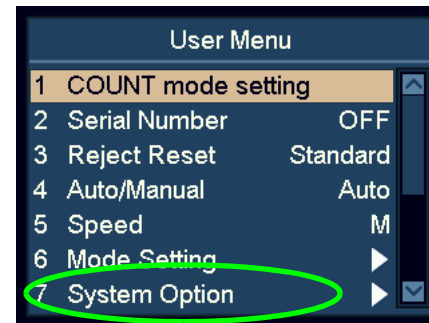 User Menu
1 COUNT mode setting
2 Serial Number OFF
3 Reject Reset Standard
4 Auto/Manual Auto
5 Speed M
6 Mode Setting
7 System Option